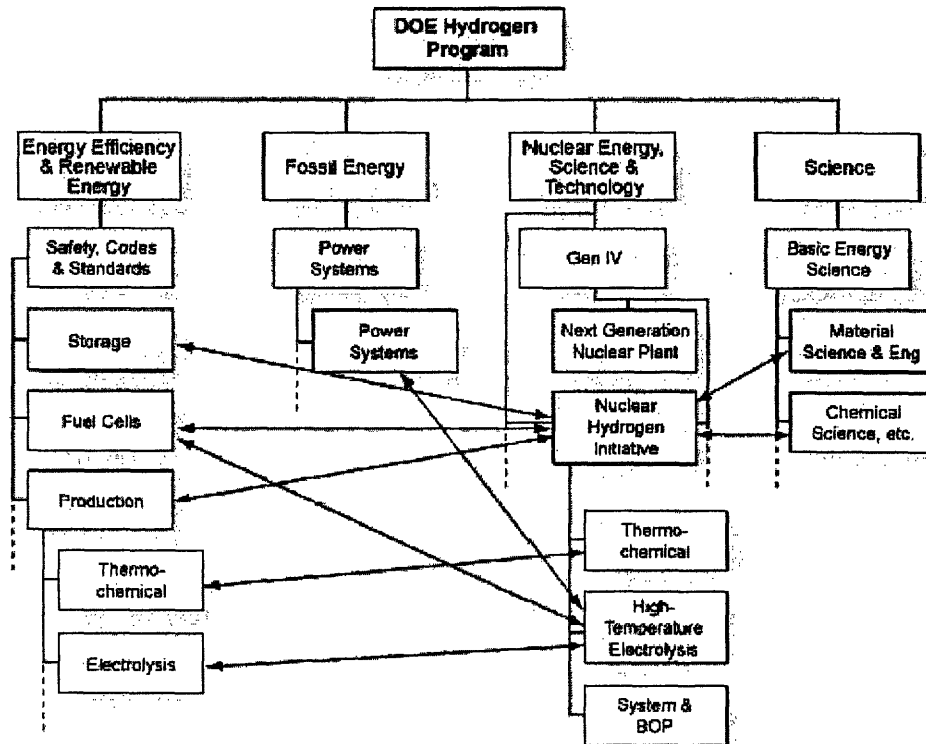 DOE Hydrogen
Program
Energy Efficiency
& Renewable
Energy
Fossil Energy
Nuclear Energy,
Science &
Technology
Science
Safety, Codes
& Standards
Power
Systems
Gen IV
Basic Energy
Science
Storage
Power
Systems
Next Generation
Nuclear Plant
Material
Science & Eng
Fuel Cells
Nuclear
Hydrogen
Initiative
Chemical
Science, etc.
Production
Thermo-
chemical
Thermo-
chemical
High-
Temperature
Electrolysis
Electrolysis
System &
BOP